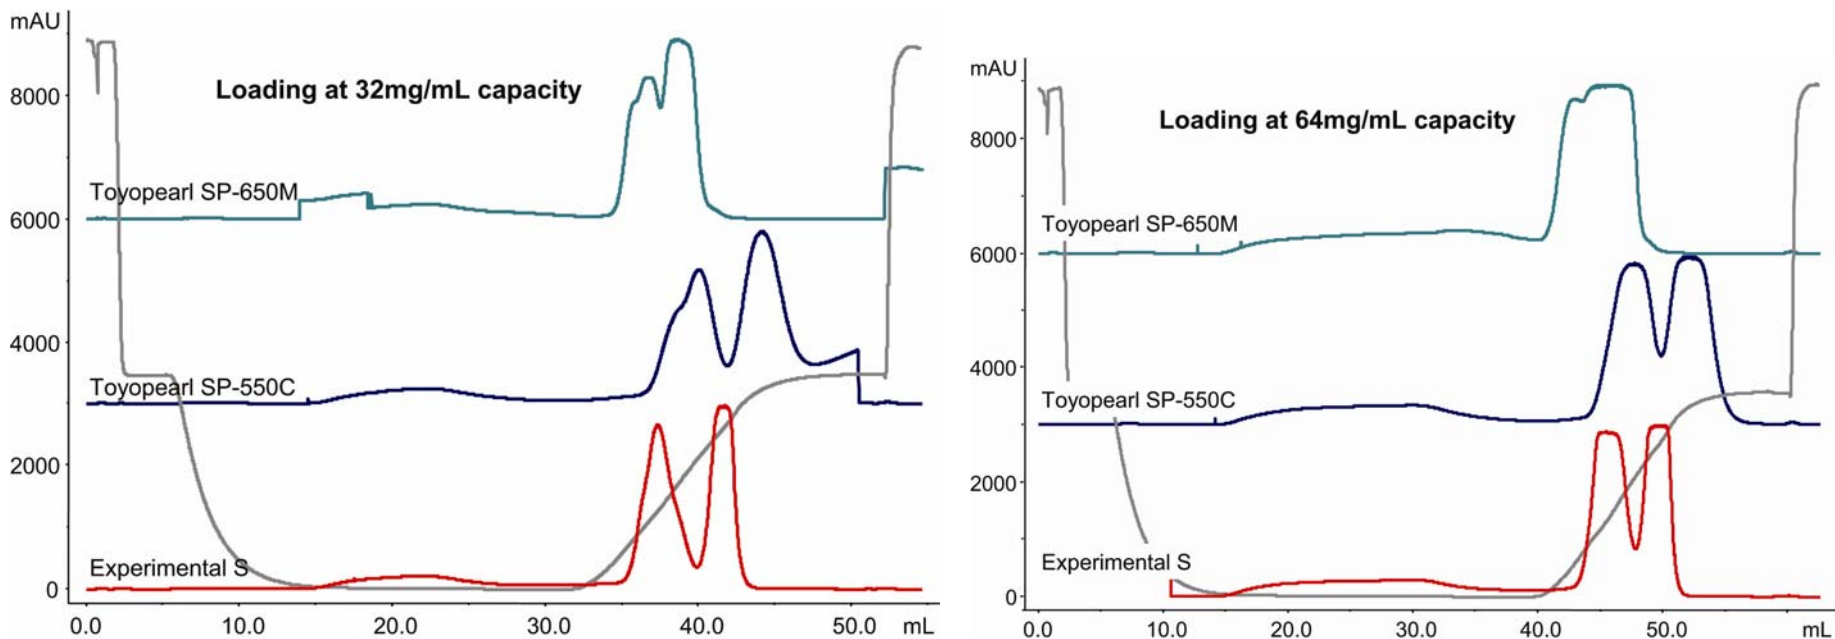 mAU
Loading at 32mg/mL capacity
8000
Toyopearl SP-650M
6000
4000
Toyopearl SP-550C
2000
Experimental S
0
0.0 10.0 20.0 30.0 40.0 50.0 mL
mAU
Loading at 64mg/mL capacity
8000
Toyopearl SP-650M
6000
4000
Toyopearl SP-550C
2000
Experimental S
0
0.0 10.0 20.0 30.0 40.0 50.0 mL